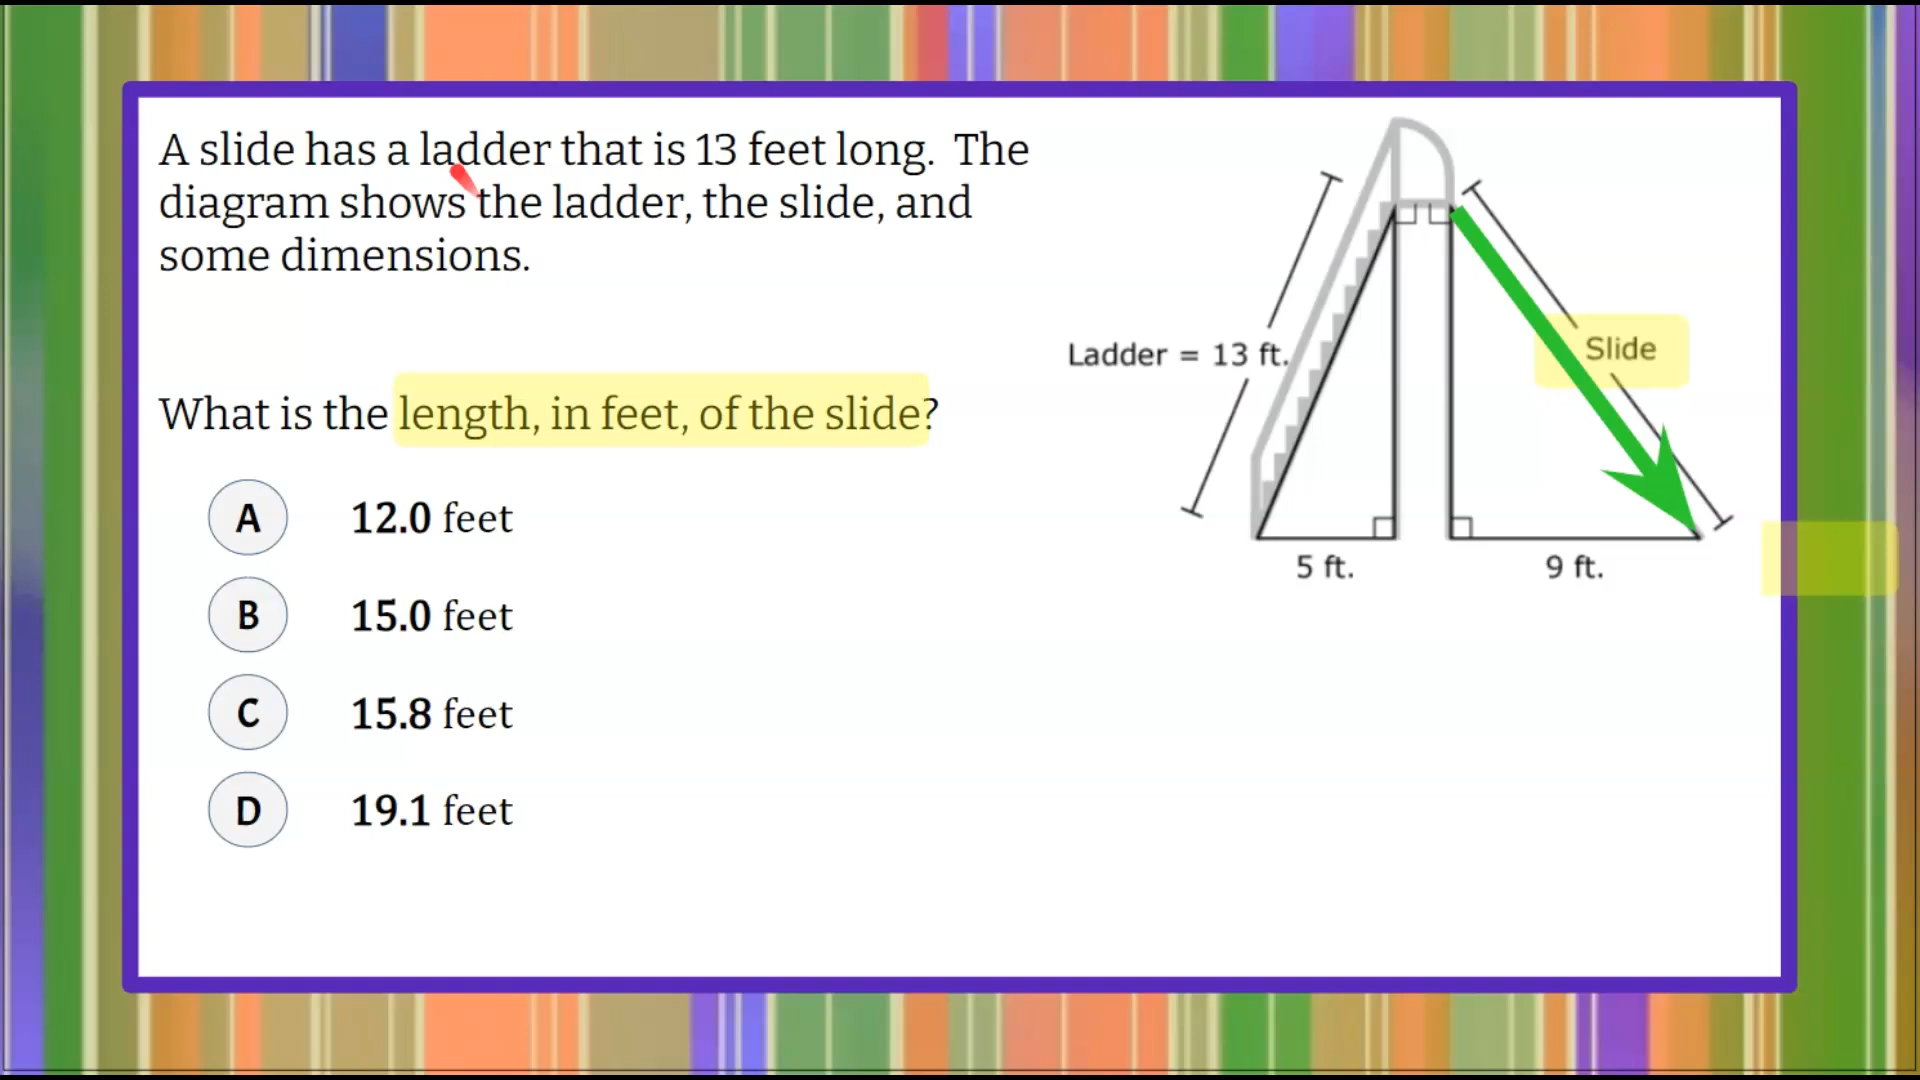 A slide has a ladder that is 13 feet long. The
diagram shows the ladder, the slide, and
some dimensions.
What is the length, in feet, of the slide?
A 12.0 feet
B 15.0 feet
C 15.8 feet
D 19.1 feet
Ladder = 13 ft.
Slide
5 ft.
9 ft.